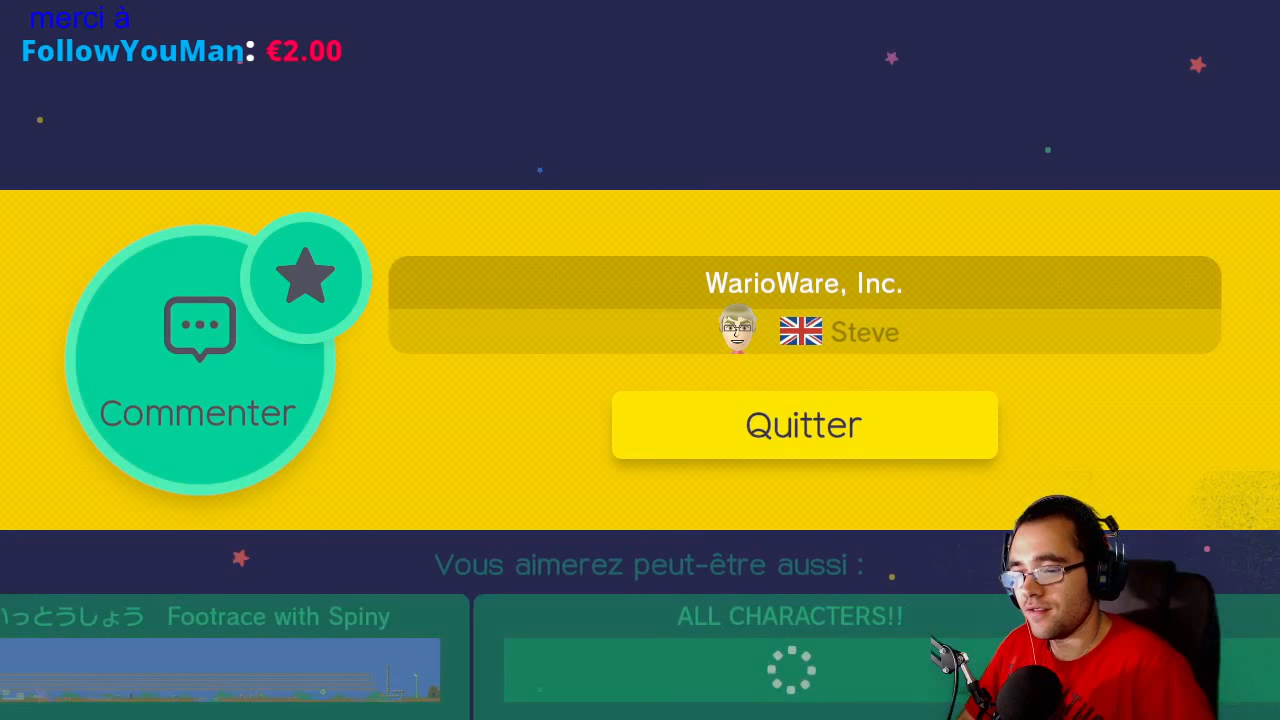 merci à
FollowYouMan: €2.00
WarioWare, Inc.
Steve
Commenter
Quitter
Vous aimerez peut-être aussi :
いっとうしょう Footrace with Spiny
ALL CHARACTERS!!